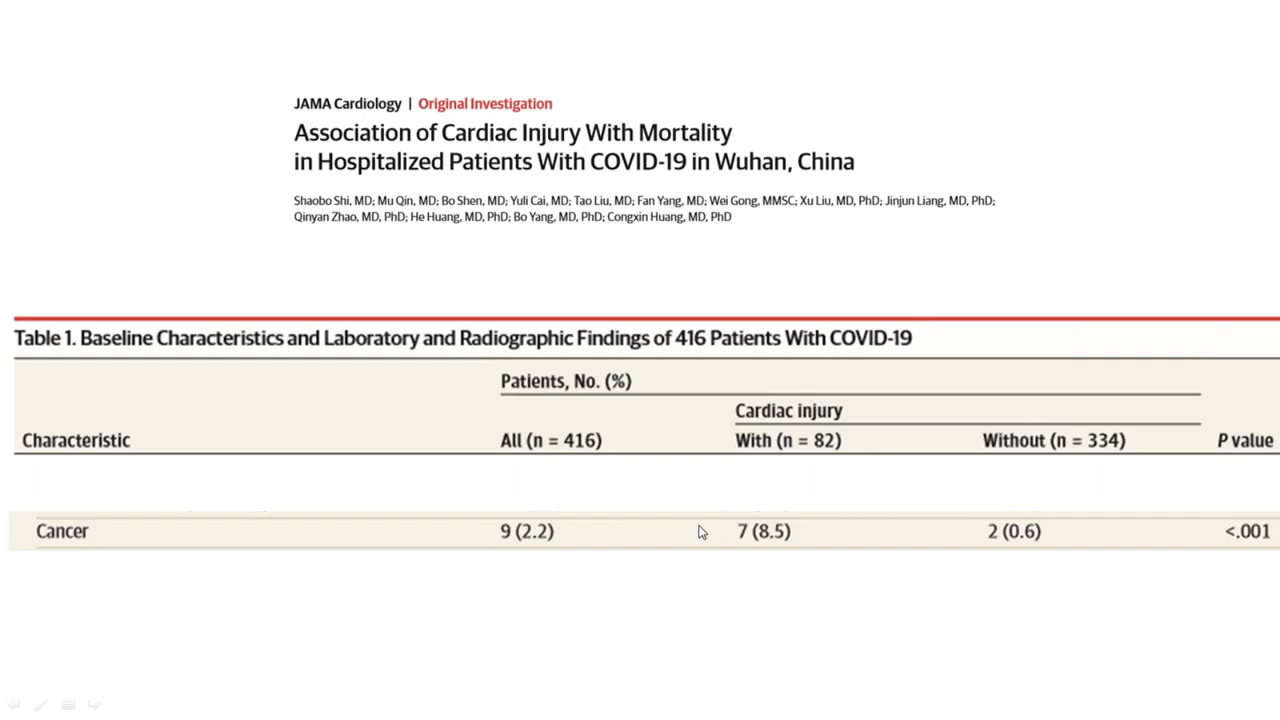 JAMA Cardiology | Original Investigation
Association of Cardiac Injury With Mortality
in Hospitalized Patients With COVID-19 in Wuhan, China
Shaobo Shi, MD; Mu Qin, MD; Bo Shen, MD; Yuli Cai, MD; Tao Liu, MD; Fan Yang, MD; Wei Gong, MMSC; Xu Liu, MD, PhD; Jinjun Liang, MD, PhD;
Qinyan Zhao, MD, PhD; He Huang, MD, PhD; Bo Yang, MD, PhD; Congxin Huang, MD, PhD
Table 1. Baseline Characteristics and Laboratory and Radiographic Findings of 416 Patients With COVID-19
Patients, No. (%)
Cardiac injury
Characteristic All (n = 416) With (n = 82) Without (n = 334) P value
Cancer 9 (2.2) 7 (8.5) 2 (0.6) <.001